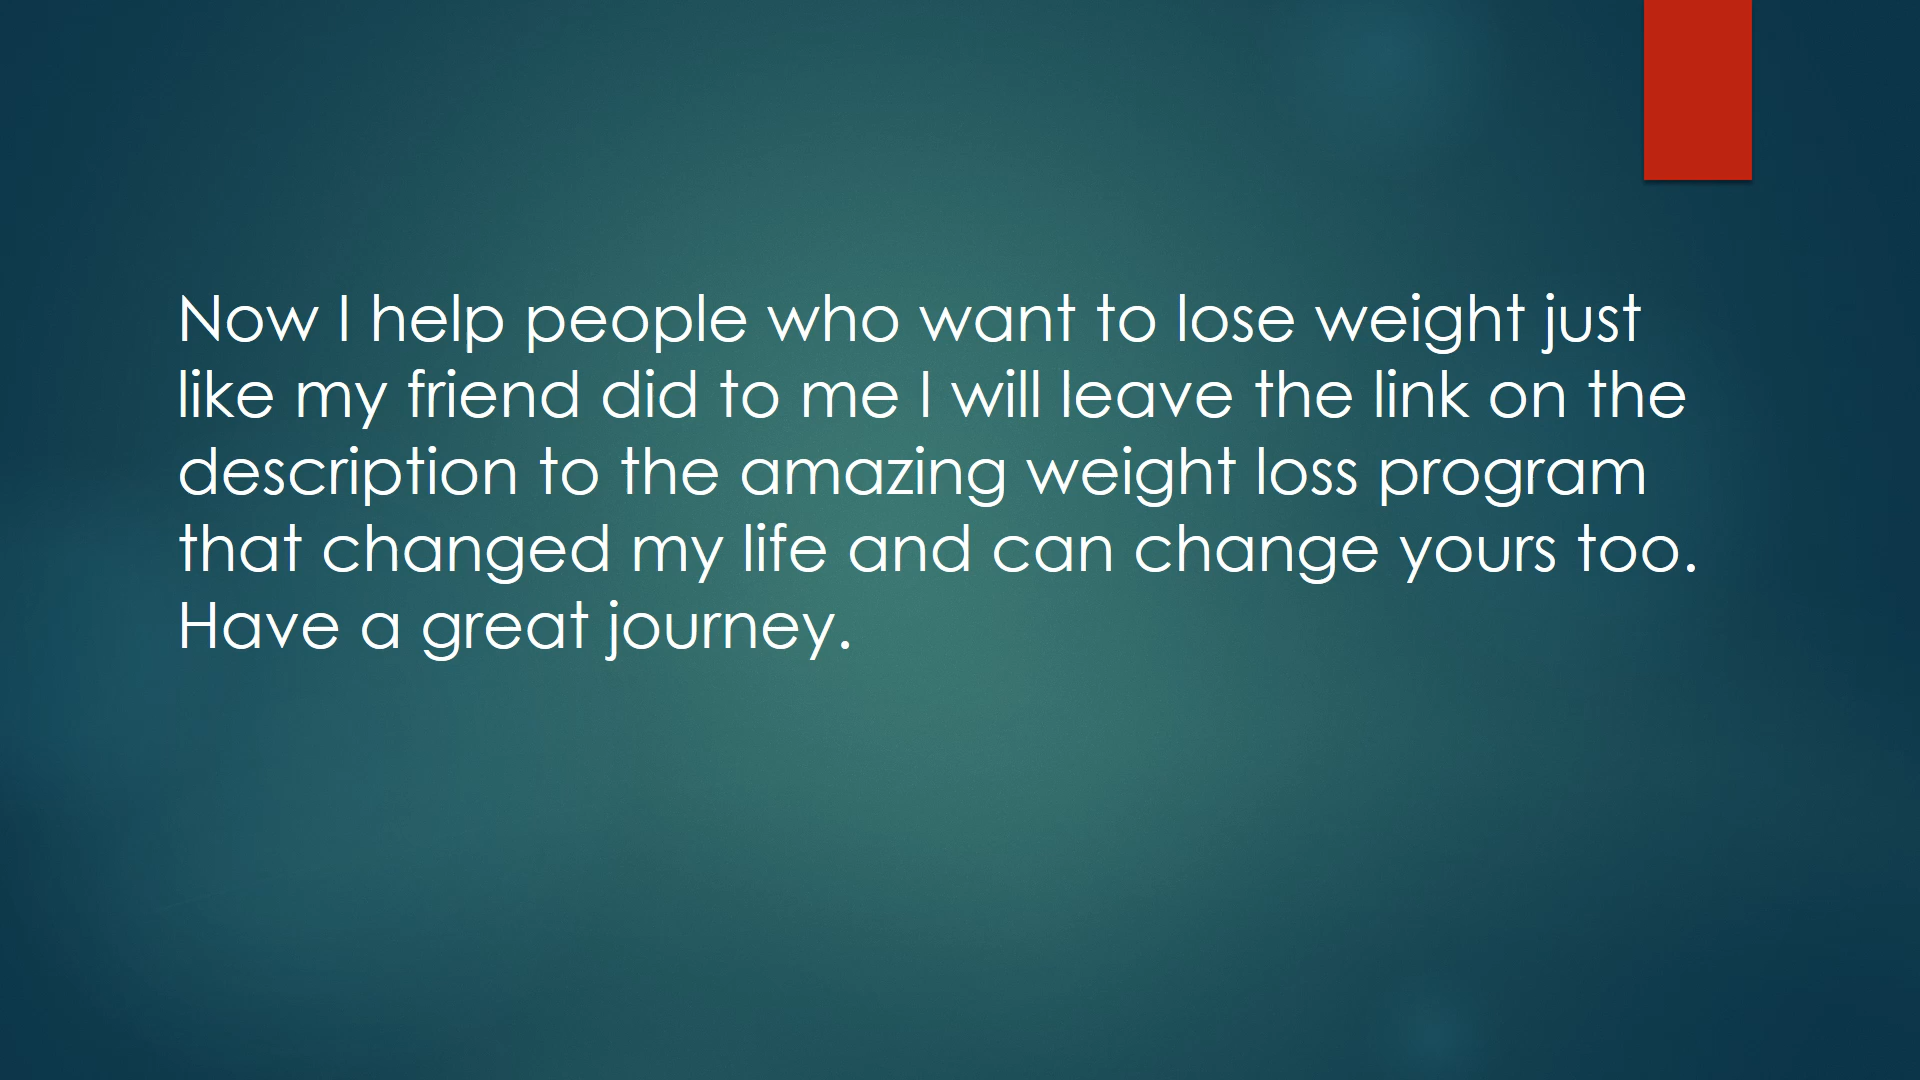 Now I help people who want to lose weight just
like my friend did to me I will leave the link on the
description to the amazing weight loss program
that changed my life and can change yours too.
Have a great journey.